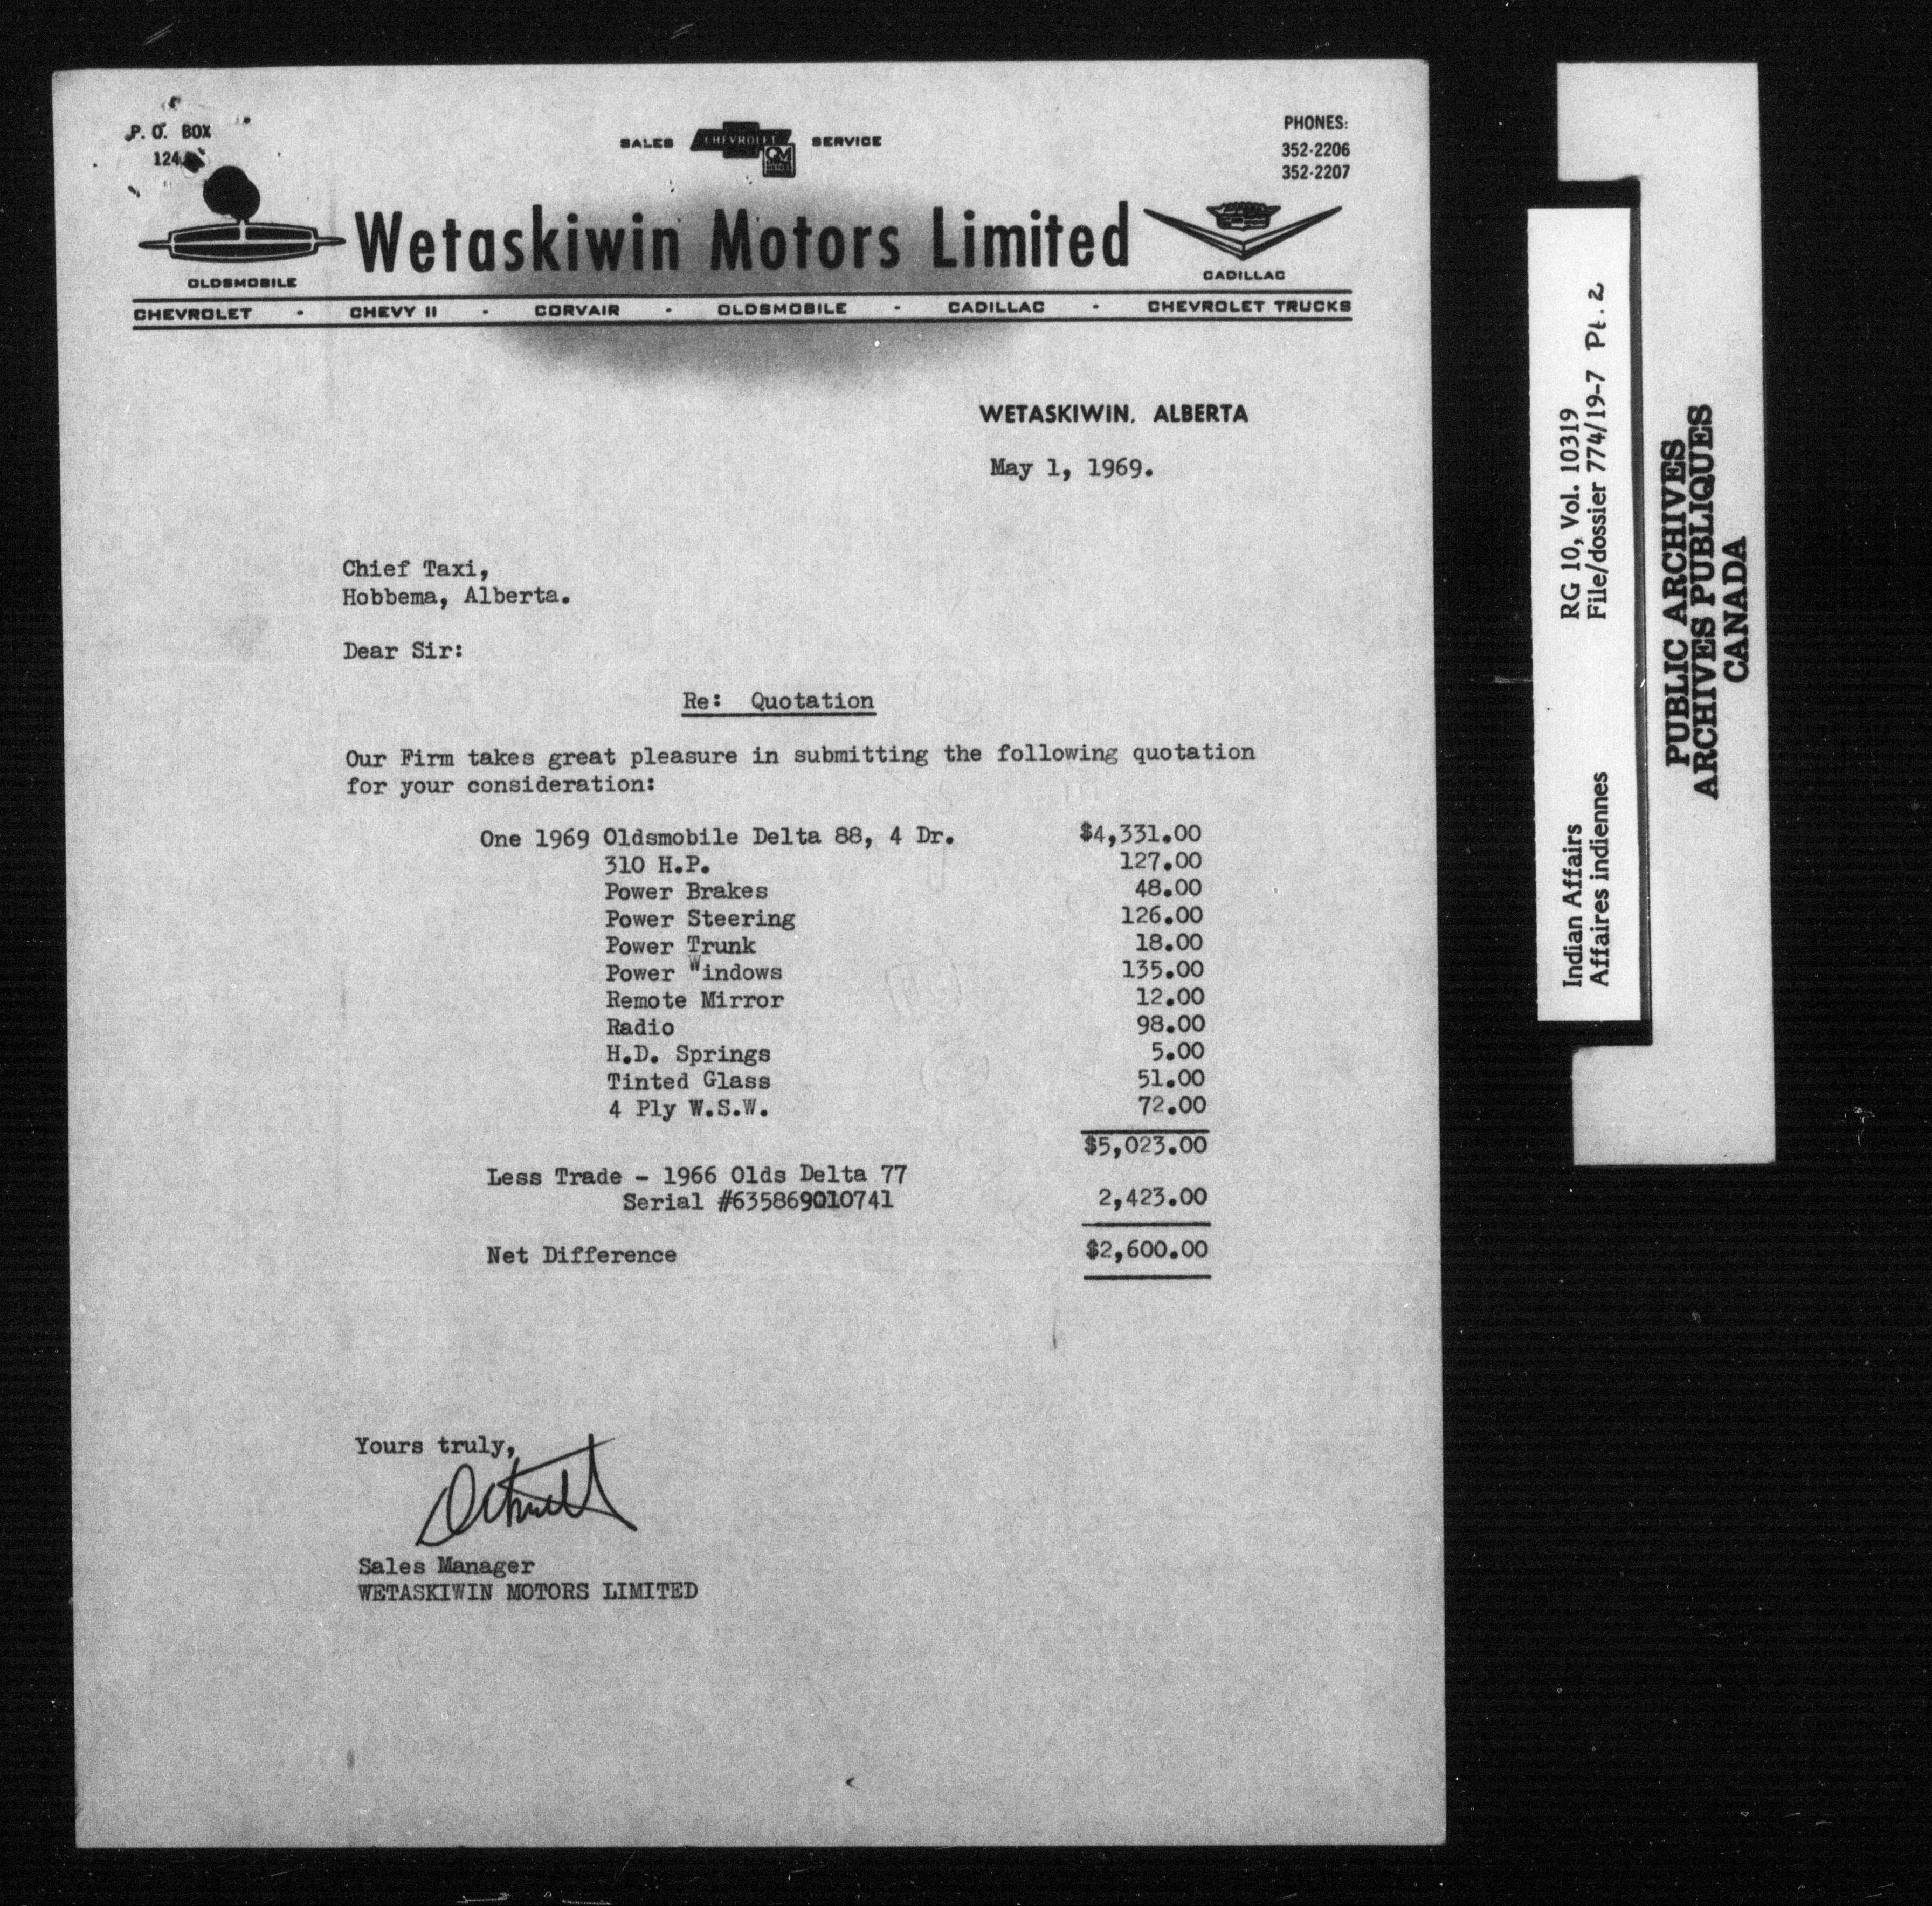 P. O. BOX
124
SALES CHEVROLET SERVICE
GM
PHONES:
352-2206
352-2207
Wetaskiwin Motors Limited
OLDSMOBILE
CADILLAC
CHEVROLET - CHEVY II - CORVAIR - OLDSMOBILE - CADILLAC - CHEVROLET TRUCKS
WETASKIWIN, ALBERTA
May 1, 1969.
Chief Taxi,
Hobbema, Alberta.
Dear Sir:
Re: Quotation
Our Firm takes great pleasure in submitting the following quotation
for your consideration:
One 1969 Oldsmobile Delta 88, 4 Dr. $4,331.00
310 H.P. 127.00
Power Brakes 48.00
Power Steering 126.00
Power Trunk 18.00
Power Windows 135.00
Remote Mirror 12.00
Radio 98.00
H.D. Springs 5.00
Tinted Glass 51.00
4 Ply W.S.W. 72.00
$5,023.00
Less Trade - 1966 Olds Delta 77
Serial #635869010741 2,423.00
Net Difference $2,600.00
Yours truly,
Sales Manager
WETASKIWIN MOTORS LIMITED
Indian Affairs RG 10, Vol. 10319
Affaires indiennes File/dossier 774/19-7 Pt. 2
PUBLIC ARCHIVES
ARCHIVES PUBLIQUES
CANADA